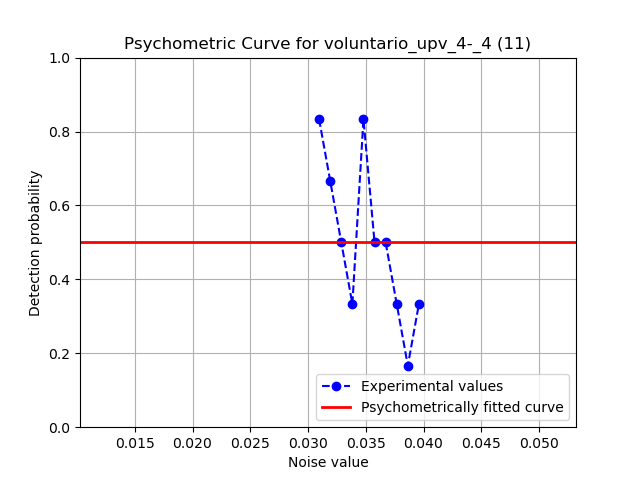 Psychometric Curve for voluntario_upv_4-_4 (11)
Detection probability
1.0
0.8
0.6
0.4
0.2
0.0
Experimental values
Psychometrically fitted curve
0.015 0.020 0.025 0.030 0.035 0.040 0.045 0.050
Noise value